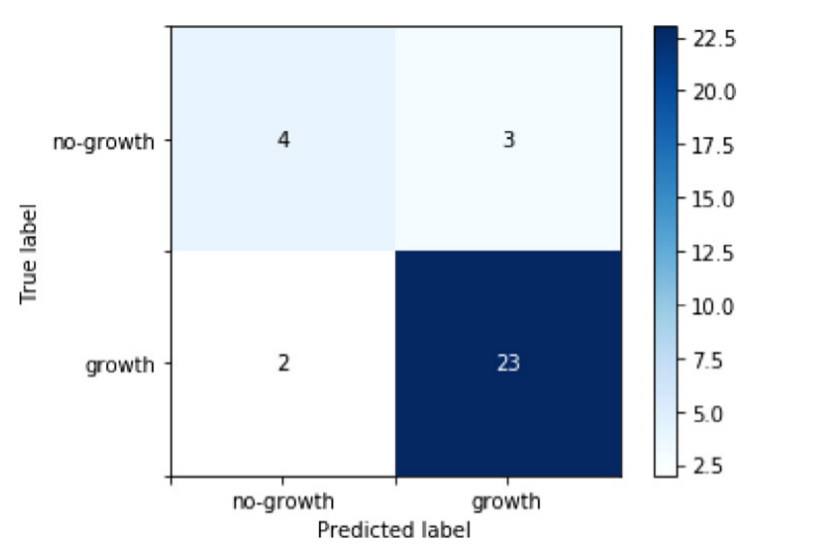 no-growth
growth
True label
4
3
2
23
no-growth
growth
Predicted label
22.5
20.0
17.5
15.0
12.5
10.0
7.5
5.0
2.5